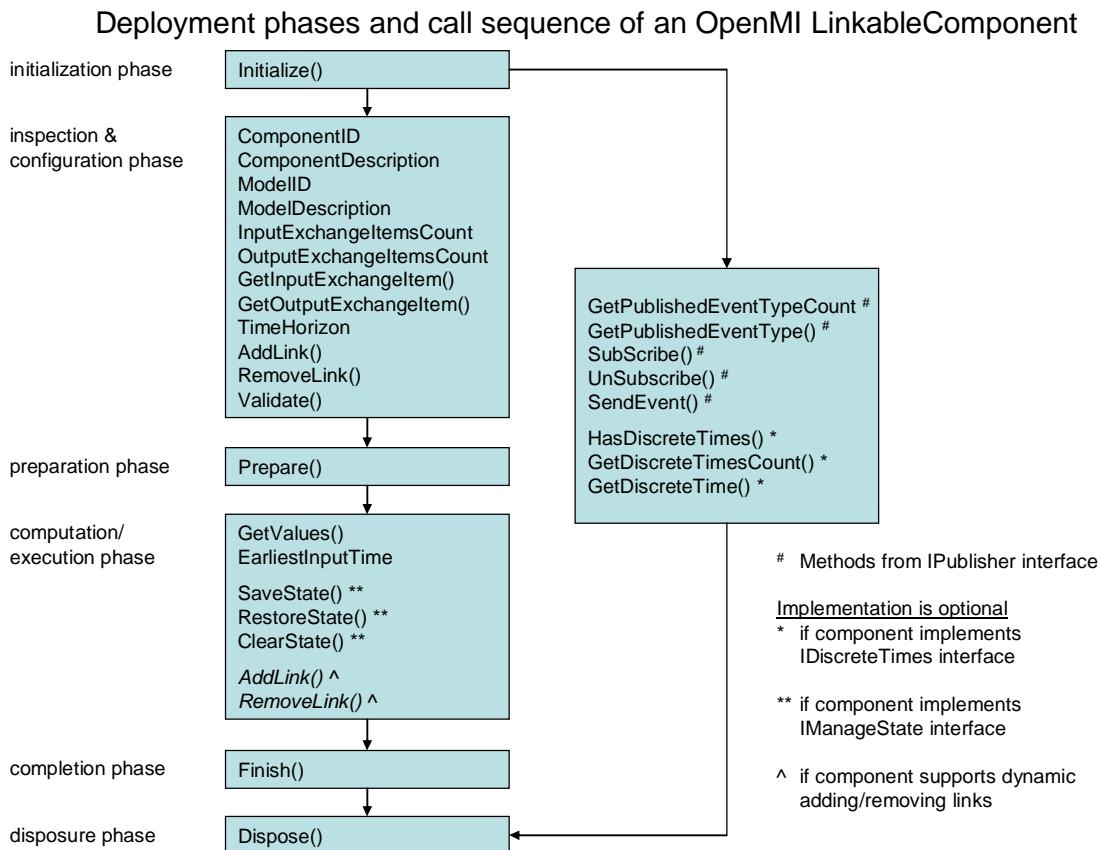 Deployment phases and call sequence of an OpenMI LinkableComponent
initialization phase
Initialize()
inspection &
configuration phase
ComponentID
ComponentDescription
ModelID
ModelDescription
InputExchangeItemsCount
OutputExchangeItemsCount
GetInputExchangeItem()
GetOutputExchangeItem()
TimeHorizon
AddLink()
RemoveLink()
Validate()
GetPublishedEventTypeCount #
GetPublishedEventType() #
SubScribe() #
UnSubscribe() #
SendEvent() #
HasDiscreteTimes() *
GetDiscreteTimesCount() *
GetDiscreteTime() *
preparation phase
Prepare()
computation/
execution phase
GetValues()
EarliestInputTime
SaveState() **
RestoreState() **
ClearState() **
AddLink() ^
RemoveLink() ^
# Methods from IPublisher interface
Implementation is optional
* if component implements
IDiscreteTimes interface
** if component implements
IManageState interface
^ if component supports dynamic
adding/removing links
completion phase
Finish()
disposure phase
Dispose()